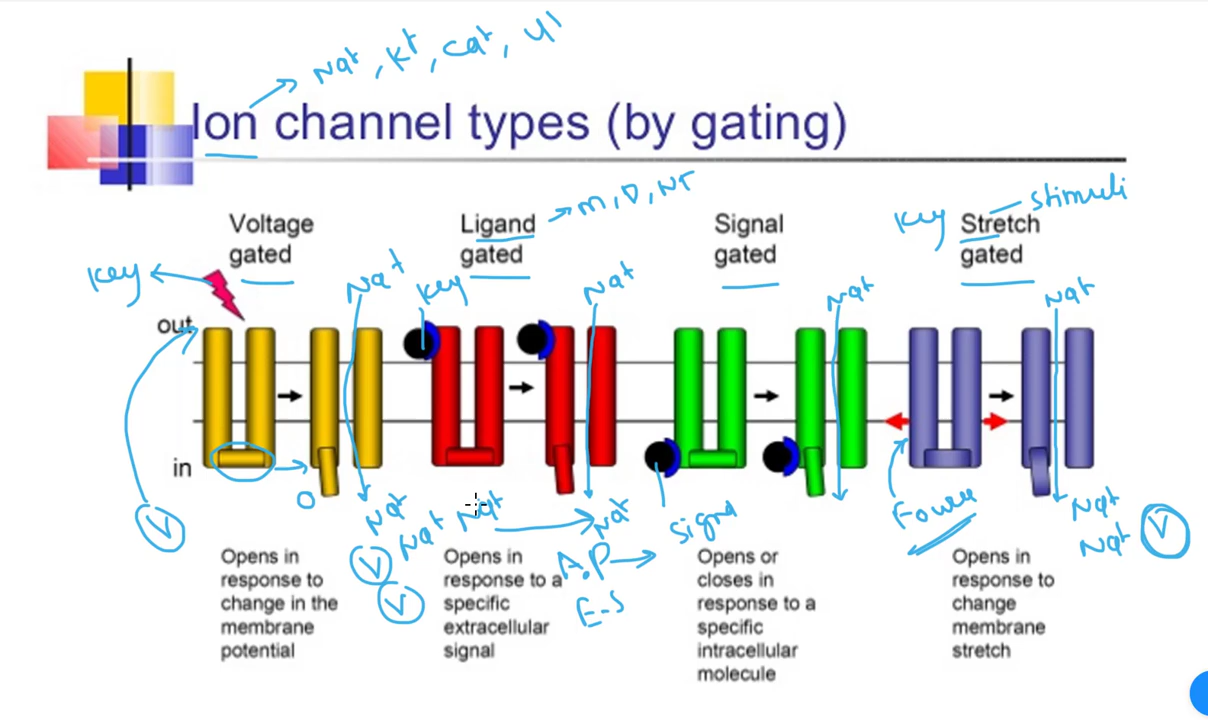 Na+, K+, Ca+, Cl
Ion channel types (by gating)
Voltage
gated
Ligand
gated
→ M, D, NT
Signal
gated
Key
Stretch
gated
stimuli
Key
Na+
Key
Na+
Na+
Na+
out
in
O
V
Na+
Na+
V
V
Na+
Na+
A.P
E-S
Signal
Force
Na+
Na+
V
Opens in
response to
change in the
membrane
potential
Opens in
response to a
specific
extracellular
signal
Opens or
closes in
response to a
specific
intracellular
molecule
Opens in
response to
change
membrane
stretch